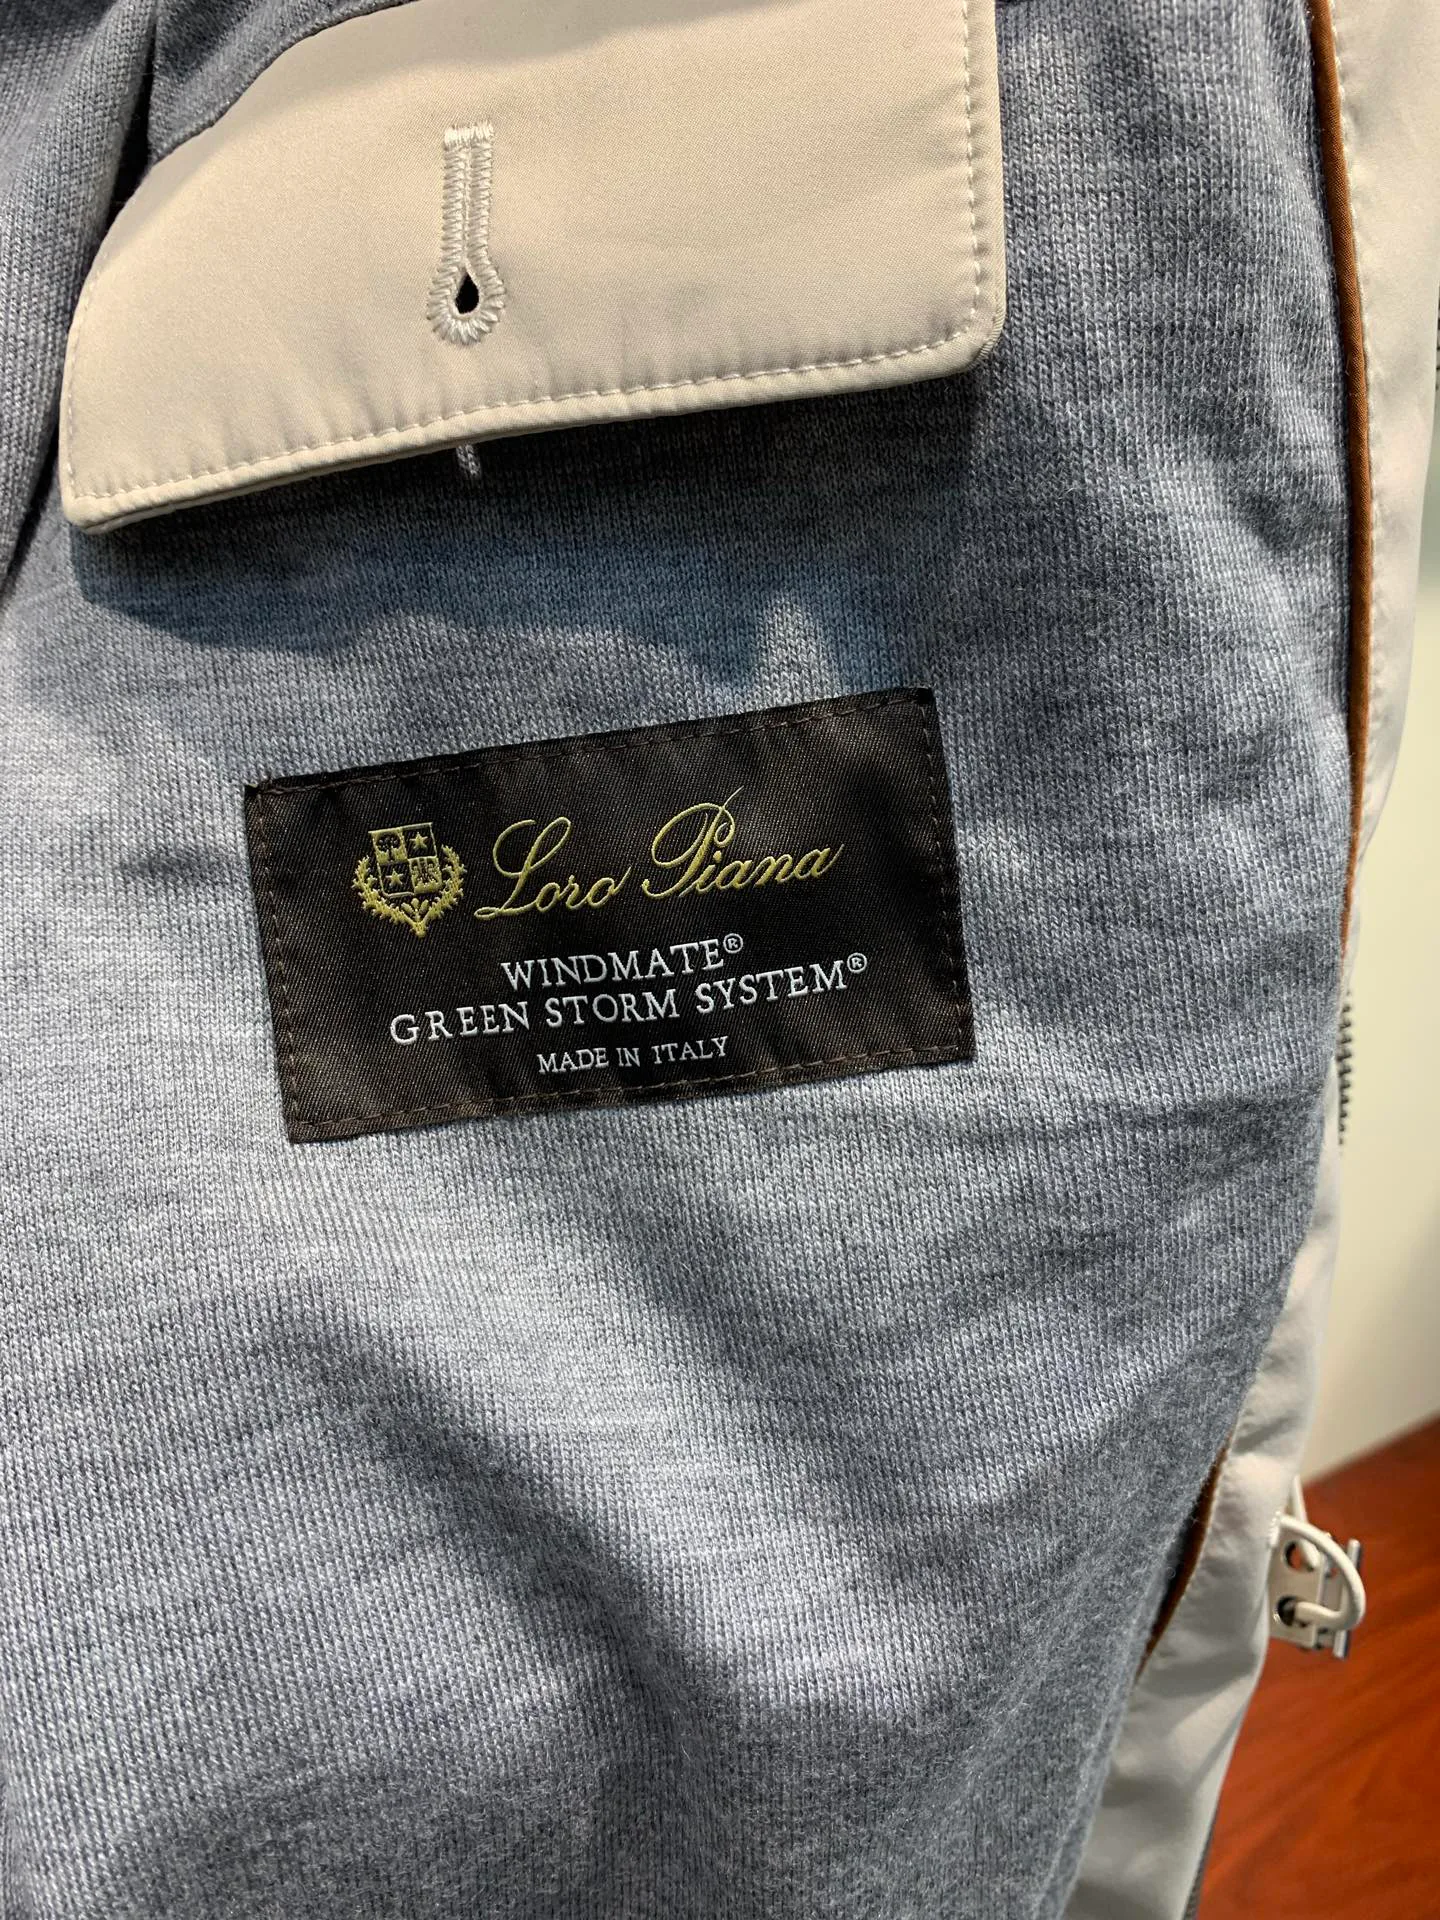 Loro Piana
WINDMATE®
GREEN STORM SYSTEM®
MADE IN ITALY